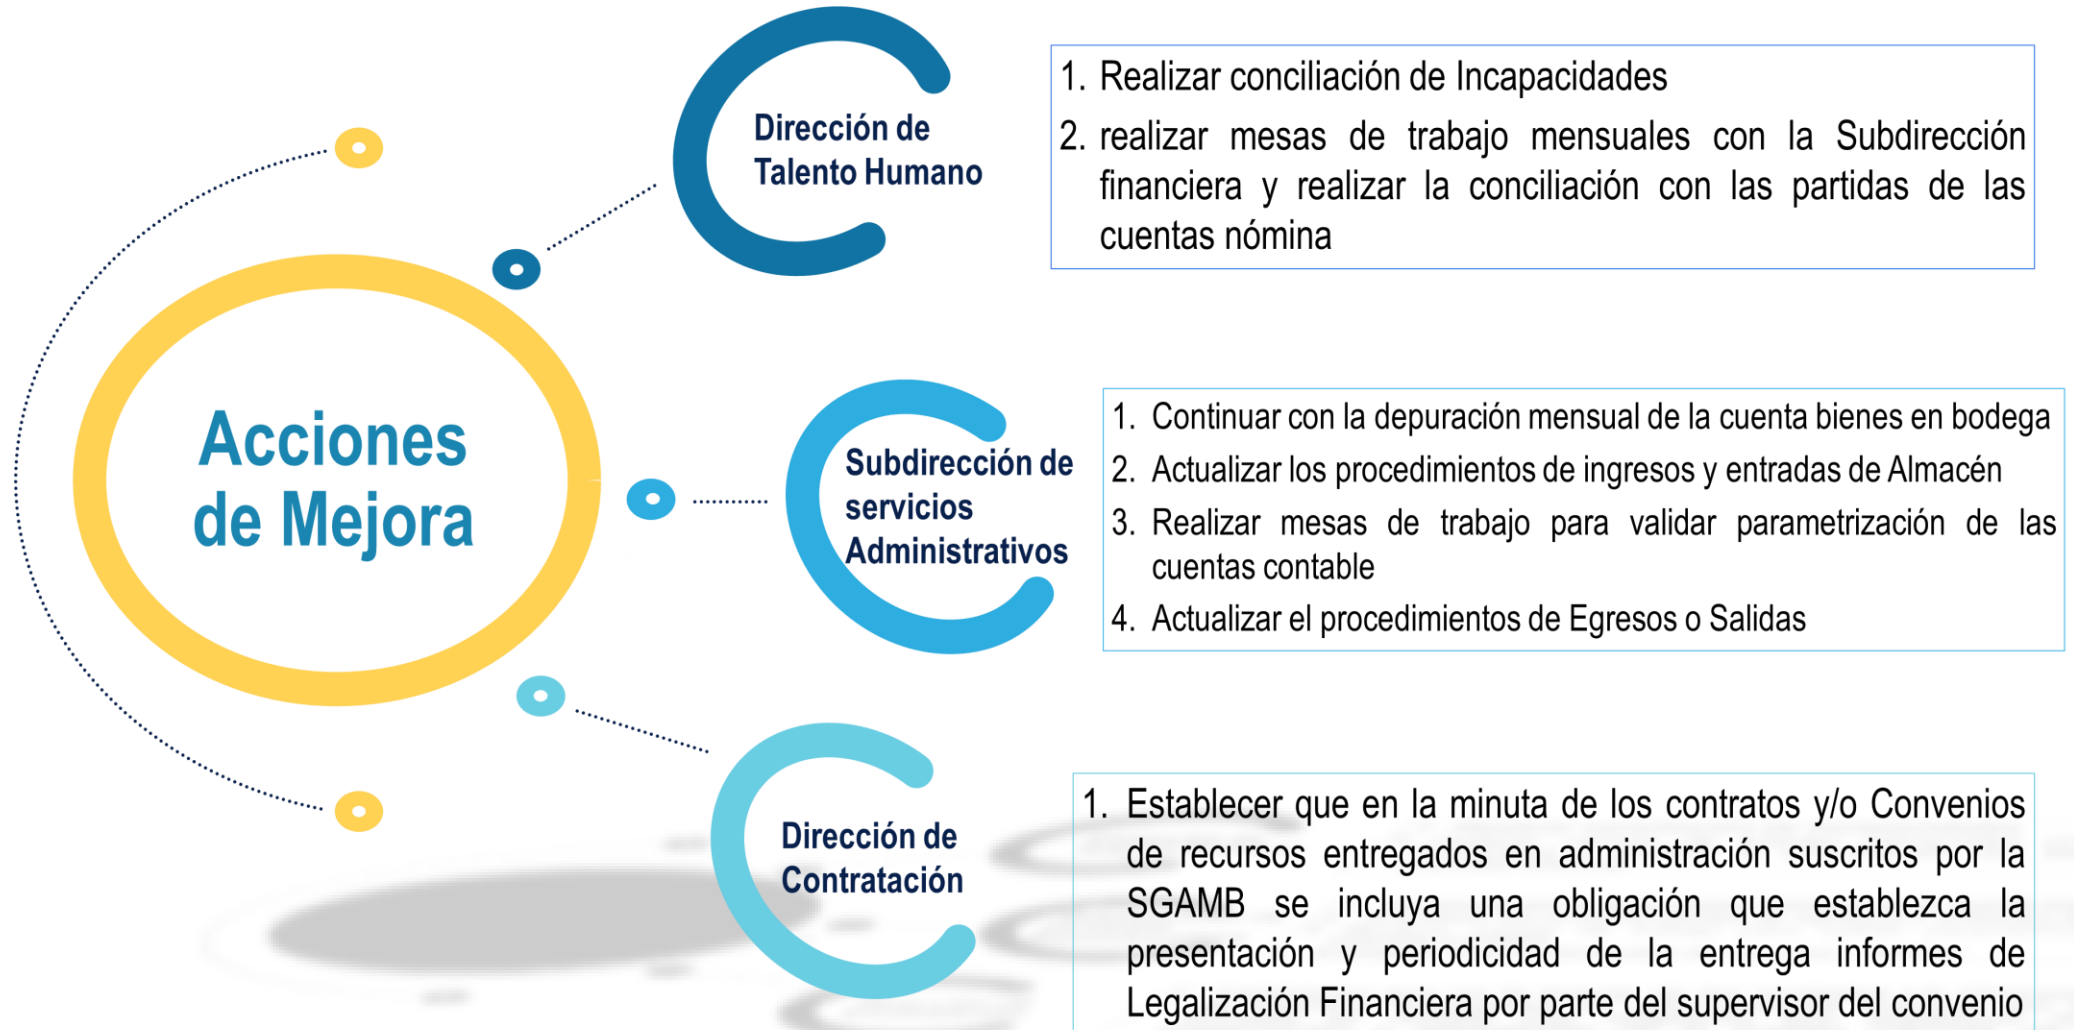 Acciones
de Mejora
Dirección de
Talento Humano
1. Realizar conciliación de Incapacidades
2. realizar mesas de trabajo mensuales con la Subdirección
financiera y realizar la conciliación con las partidas de las
cuentas nómina
Subdirección de
servicios
Administrativos
1. Continuar con la depuración mensual de la cuenta bienes en bodega
2. Actualizar los procedimientos de ingresos y entradas de Almacén
3. Realizar mesas de trabajo para validar parametrización de las
cuentas contable
4. Actualizar el procedimientos de Egresos o Salidas
Dirección de
Contratación
1. Establecer que en la minuta de los contratos y/o Convenios
de recursos entregados en administración suscritos por la
SGAMB se incluya una obligación que establezca la
presentación y periodicidad de la entrega informes de
Legalización Financiera por parte del supervisor del convenio